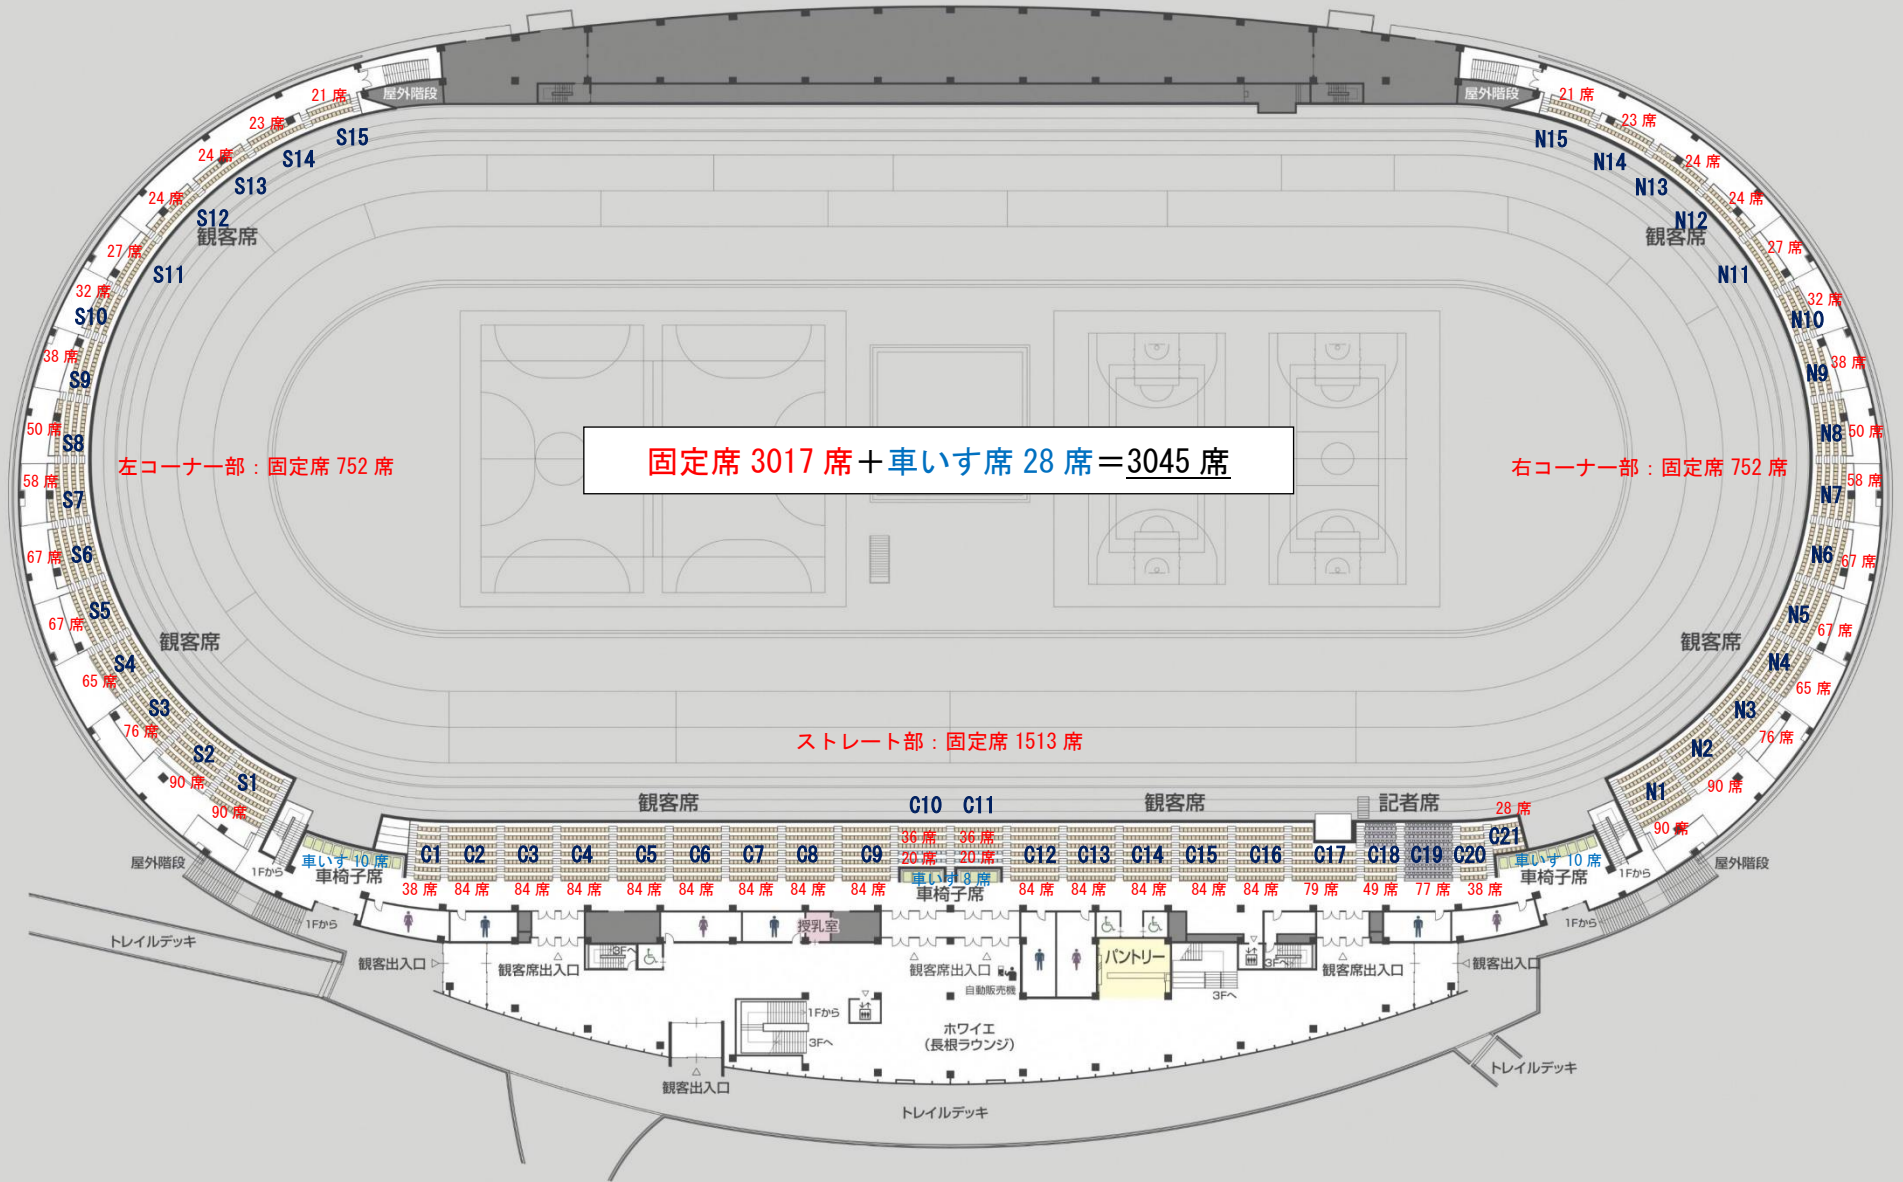 屋外階段
屋外階段
21 席
23 席
24 席
24 席
27 席
32 席
38 席
50 席
58 席
67 席
67 席
65 席
76 席
90 席
90 席
S15
S14
S13
S12
観客席
S11
S10
S9
S8
S7
S6
S5
S4
S3
S2
S1
21 席
23 席
24 席
24 席
27 席
32 席
38 席
50 席
58 席
67 席
67 席
65 席
76 席
90 席
90 席
N15
N14
N13
N12
観客席
N11
N10
N9
N8
N7
N6
N5
N4
N3
N2
N1
固定席 3017 席＋車いす席 28 席＝3045 席
左コーナー部：固定席 752 席
右コーナー部：固定席 752 席
観客席
観客席
ストレート部：固定席 1513 席
観客席
C10 C11
観客席
記者席
28 席
36 席 36 席
20 席 20 席
C1 C2 C3 C4 C5 C6 C7 C8 C9 C12 C13 C14 C15 C16 C17 C18 C19 C20 C21
車いす 10 席
車椅子席
車いす 8 席
車椅子席
車いす 10 席
車椅子席
38 席 84 席 84 席 84 席 84 席 84 席 84 席 84 席 84 席 84 席 84 席 84 席 84 席 84 席 79 席 49 席 77 席 38 席
屋外階段
1Fから
1Fから
屋外階段
1Fから
1Fから
授乳室
トレイルデッキ
観客出入口
観客席出入口
3Fへ
観客席出入口
自動販売機
パントリー
3Fへ
3Fへ
観客席出入口
観客出入口
1Fから
3Fへ
ホワイエ
（長根ラウンジ）
観客出入口
トレイルデッキ
トレイルデッキ